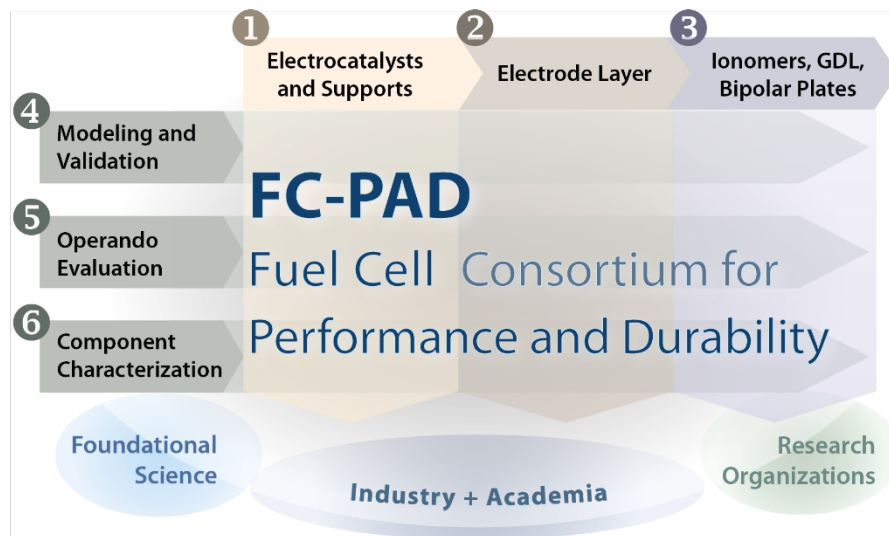 1
Electrocatalysts
and Supports
2
Electrode Layer
3
Ionomers, GDL,
Bipolar Plates
4
Modeling and
Validation
5
Operando
Evaluation
6
Component
Characterization
FC-PAD
Fuel Cell Consortium for
Performance and Durability
Foundational
Science
Industry + Academia
Research
Organizations